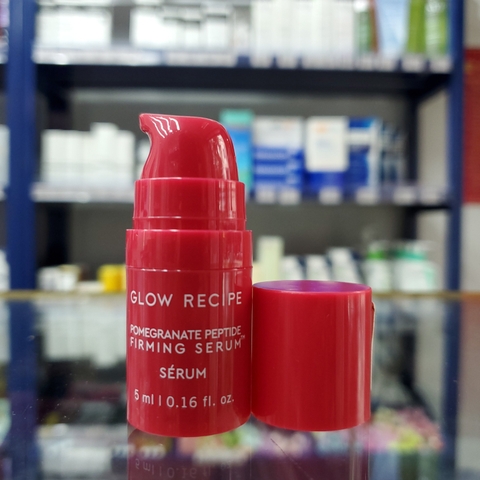 GLOW RECIPE
POMEGRANATE PEPTIDE
FIRMING SERUM™
SÉRUM
5 ml | 0.16 fl. oz.